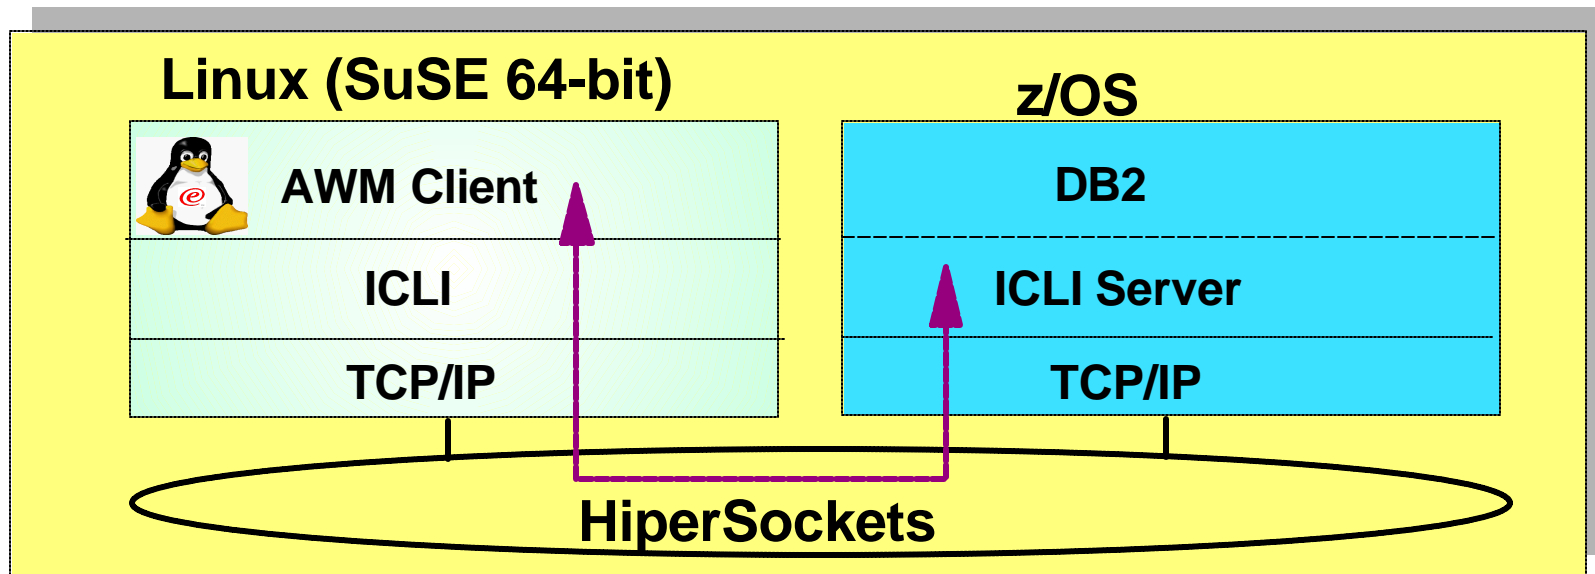 Linux (SuSE 64-bit)
z/OS
AWM Client
DB2
ICLI
ICLI Server
TCP/IP
TCP/IP
HiperSockets
e